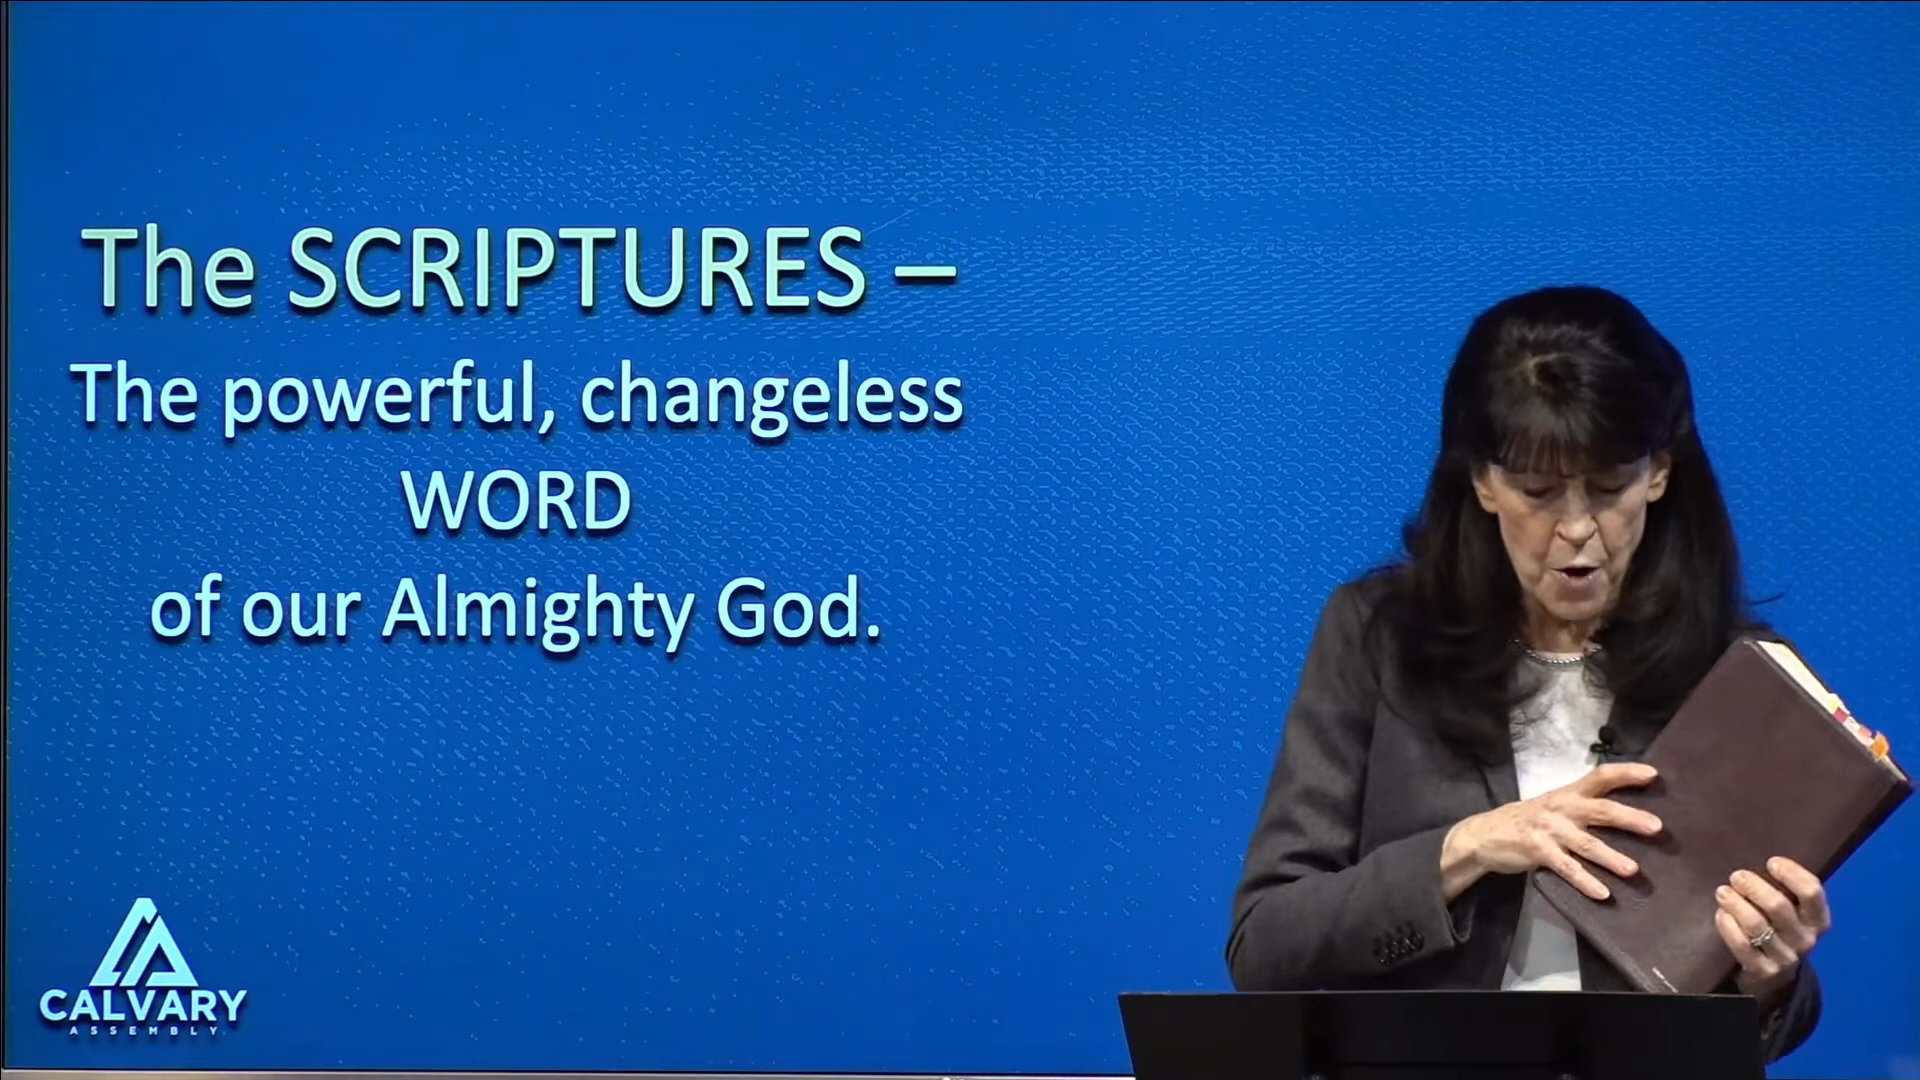 The SCRIPTURES –
The powerful, changeless
WORD
of our Almighty God.
CALVARY
ASSEMBLY